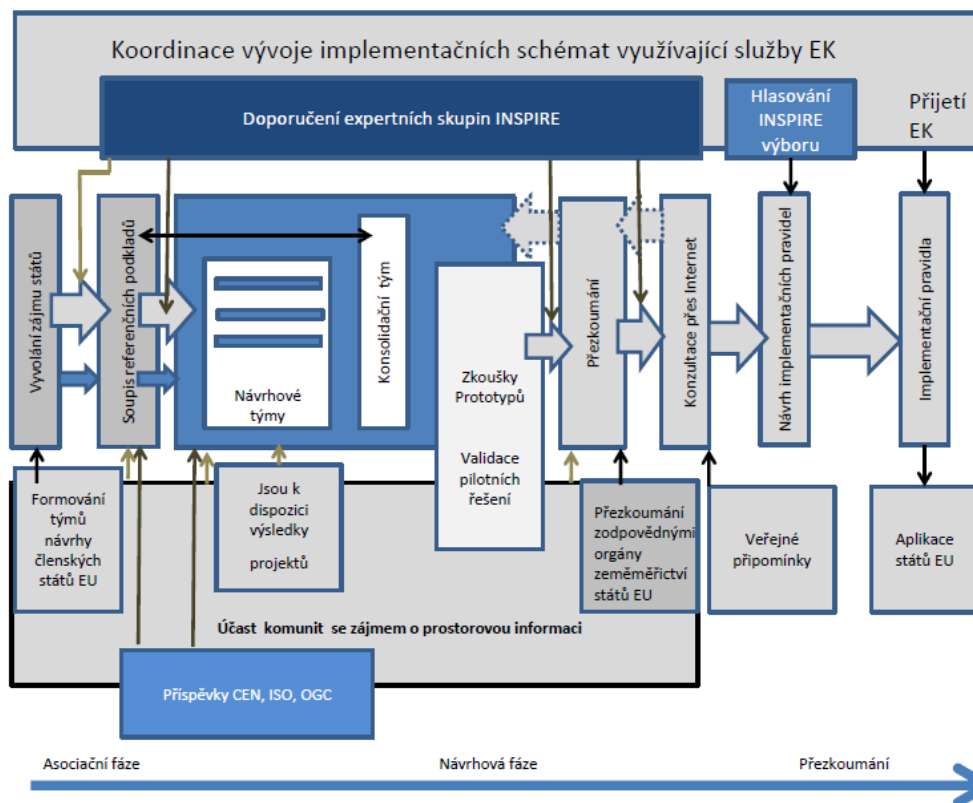 Koordinace vývoje implementačních schémat využívající služby EK
Doporučení expertních skupin INSPIRE
Hlasování
INSPIRE
výboru
Přijetí
EK
Vyvolání zájmu států
Soupis referenčních podkladů
Návrhové
týmy
Konsolidační tým
Zkoušky
Prototypů
Validace
pilotních
řešení
Přezkoumání
Konzultace přes Internet
Návrh implementačních pravidel
Implementační pravidla
Formování
týmů
návrhy
členských
států EU
Jsou k
dispozici
výsledky
projektů
Přezkoumání
zodpovědnými
orgány
zeměměřictví
států EU
Veřejné
připomínky
Aplikace
států EU
Účast komunit se zájmem o prostorovou informaci
Příspěvky CEN, ISO, OGC
Asociační fáze
Návrhová fáze
Přezkoumání